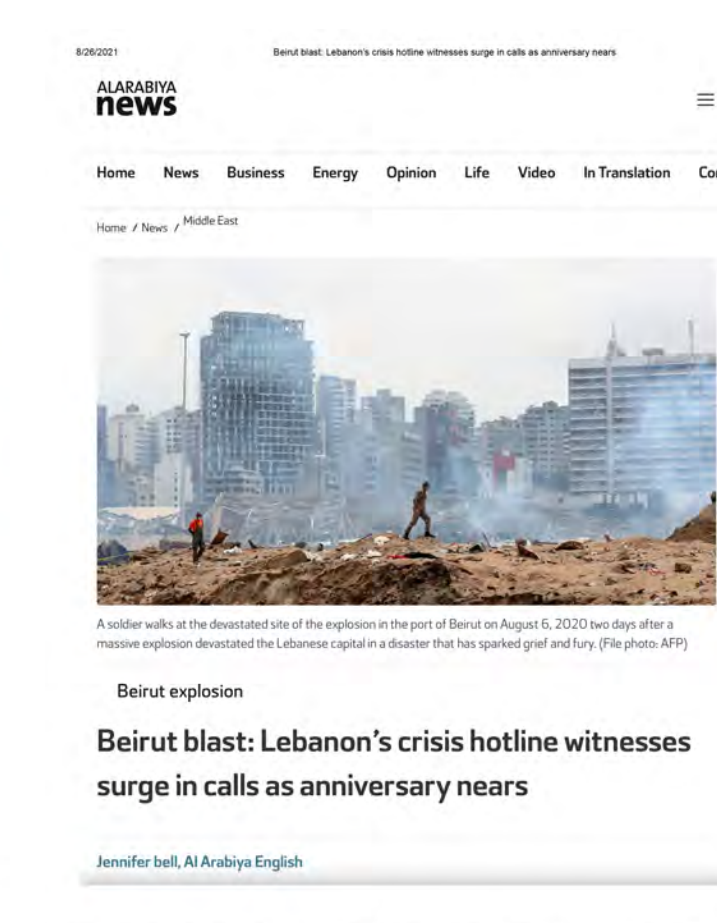 8/26/2021 Beirut blast: Lebanon's crisis hotline witnesses surge in calls as anniversary nears
ALARABIYA
news
Home News Business Energy Opinion Life Video In Translation
Home / News / Middle East
A soldier walks at the devastated site of the explosion in the port of Beirut on August 6, 2020 two days after a
massive explosion devastated the Lebanese capital in a disaster that has sparked grief and fury. (File photo: AFP)
Beirut explosion
Beirut blast: Lebanon's crisis hotline witnesses
surge in calls as anniversary nears
Jennifer bell, Al Arabiya English